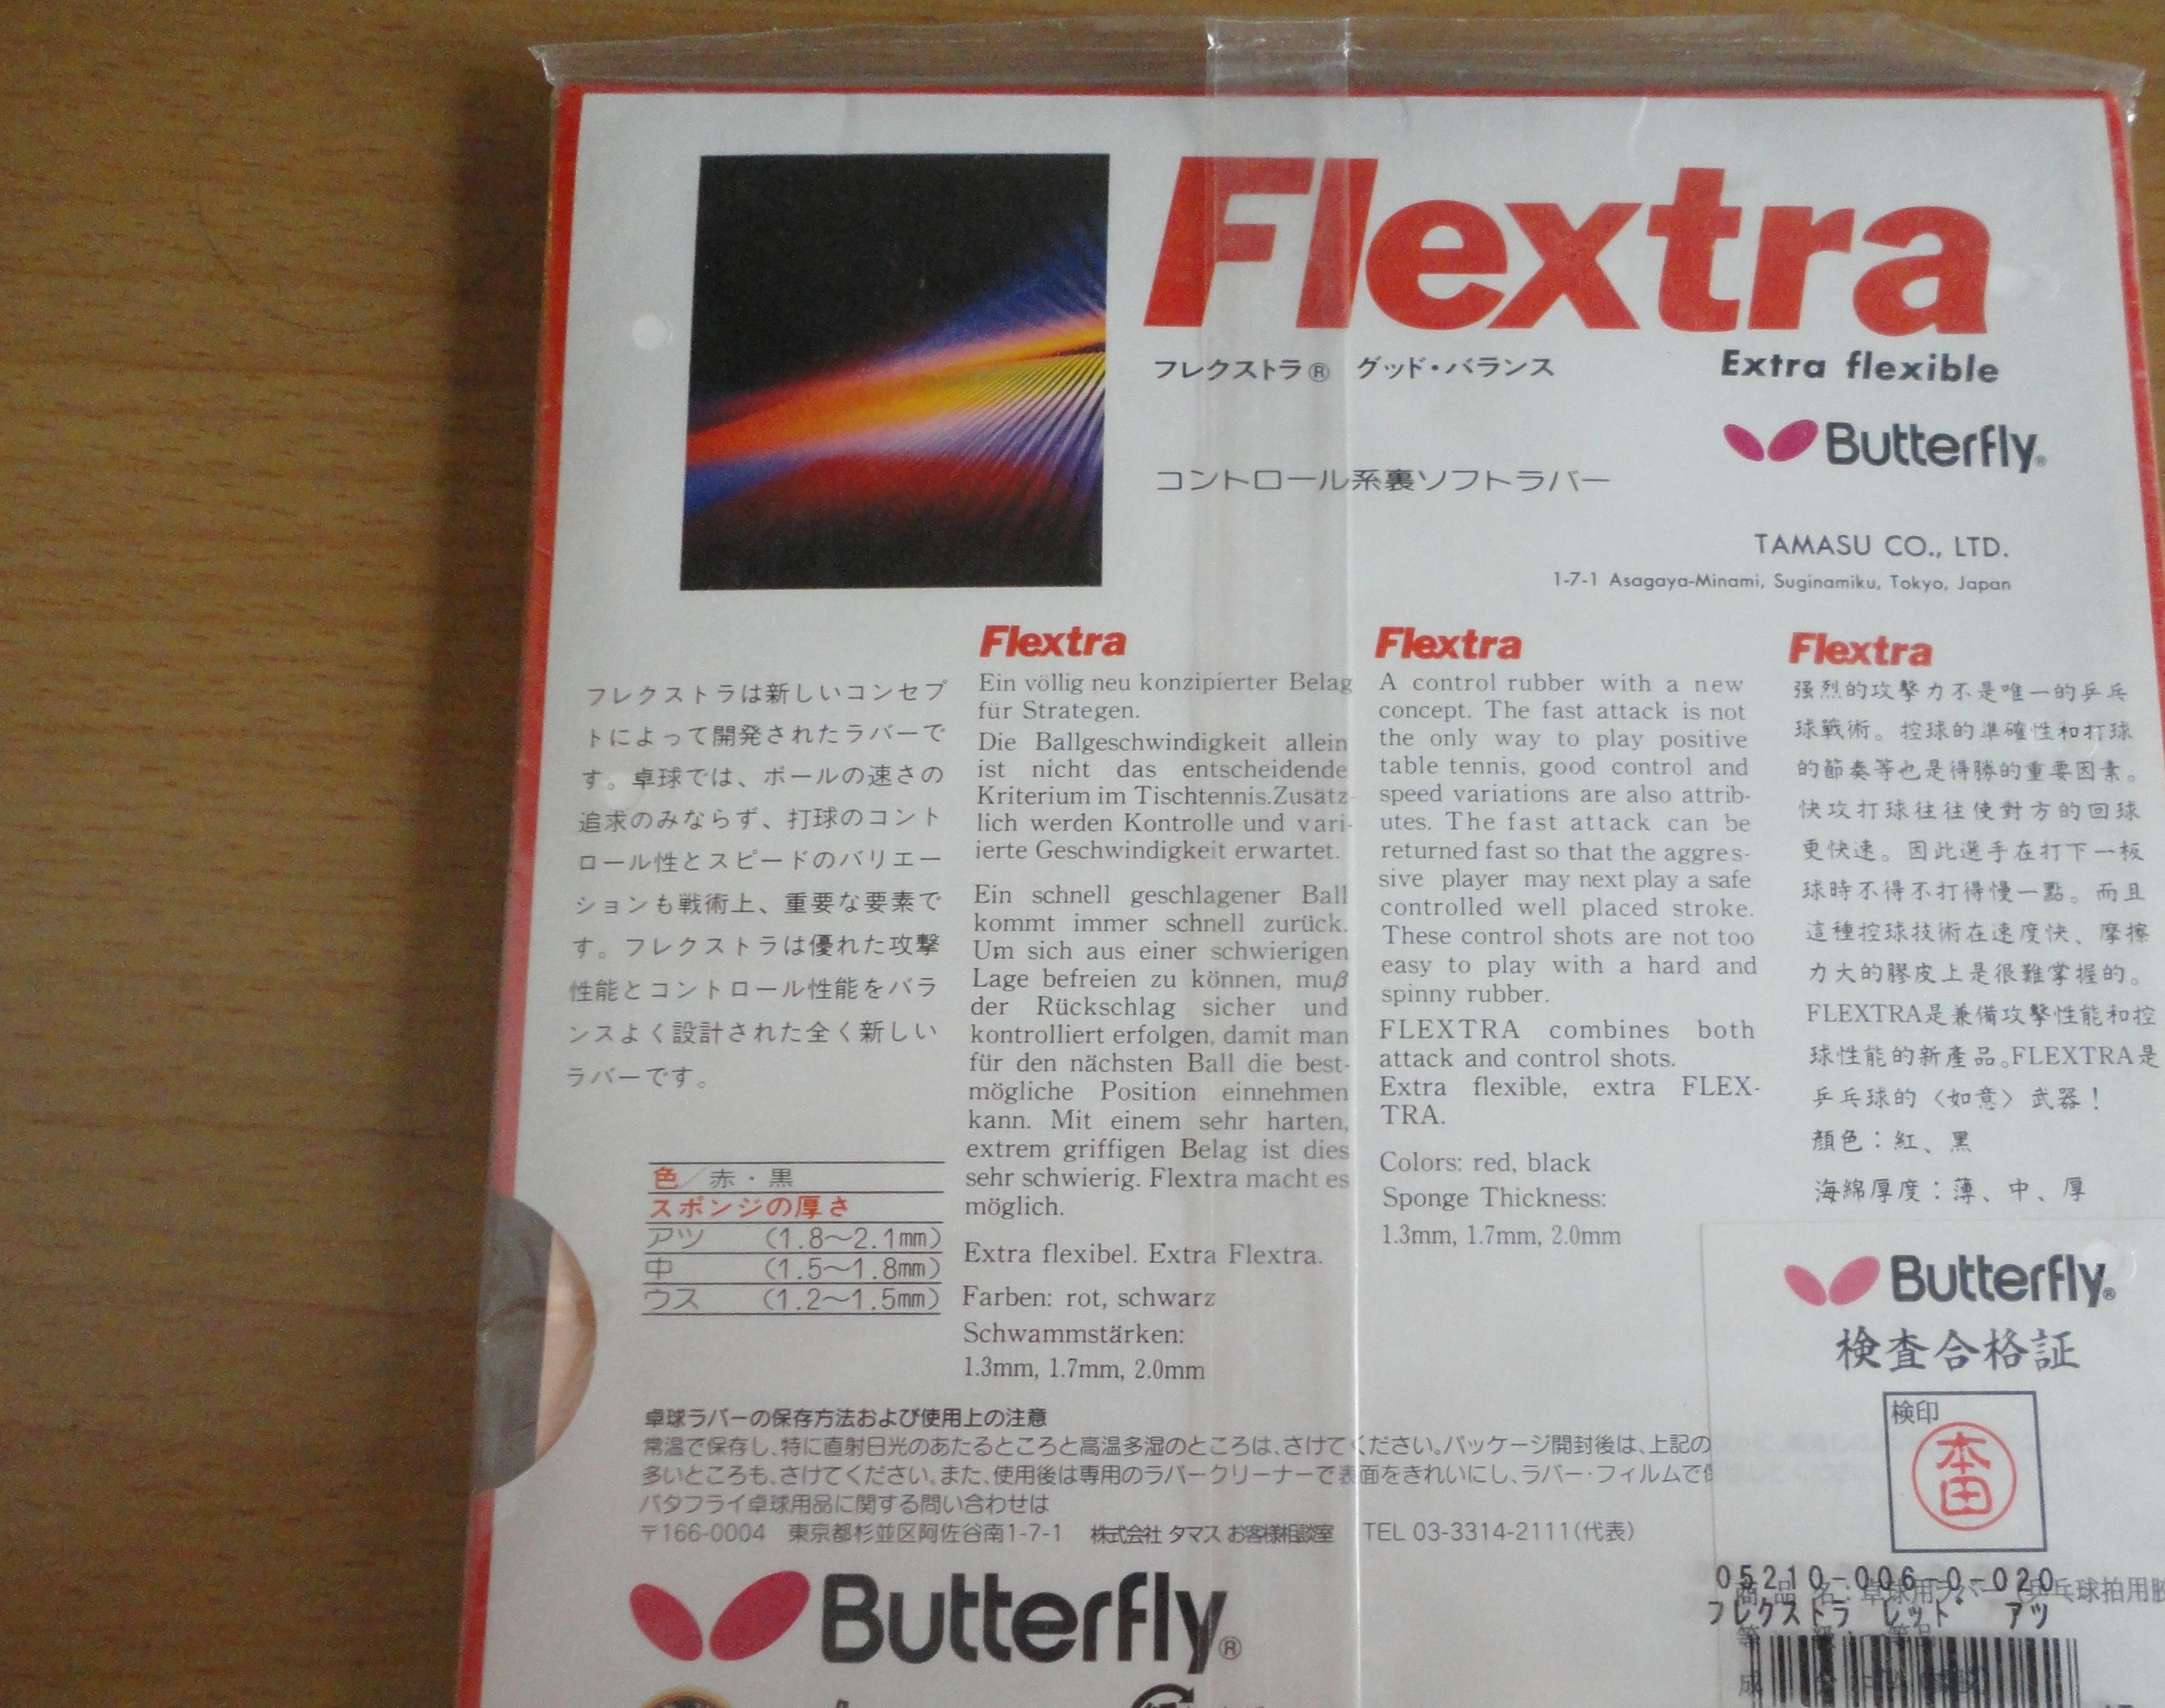 Flextra
フレクストラ® グッド・バランス
Extra flexible
Butterfly®
コントロール系裏ソフトラバー
TAMASU CO., LTD.
1-7-1 Asagaya-Minami, Suginamiku, Tokyo, Japan
フレクストラは新しいコンセプ
トによって開発されたラバーで
す。卓球では、ボールの速さの
追求のみならず、打球のコント
ロール性とスピードのバリエー
ションも戦術上、重要な要素で
す。フレクストラは優れた攻撃
性能とコントロール性能をバラ
ンスよく設計された全く新しい
ラバーです。
色/赤・黒
スポンジの厚さ
アツ (1.8〜2.1mm)
中 (1.5〜1.8mm)
ウス (1.2〜1.5mm)
Flextra
Ein völlig neu konzipierter Belag
für Strategen.
Die Ballgeschwindigkeit allein
ist nicht das entscheidende
Kriterium im Tischtennis.Zusätz-
lich werden Kontrolle und vari-
ierte Geschwindigkeit erwartet.
Ein schnell geschlagener Ball
kommt immer schnell zurück.
Um sich aus einer schwierigen
Lage befreien zu können, muβ
der Rückschlag sicher und
kontrolliert erfolgen, damit man
für den nächsten Ball die best-
mögliche Position einnehmen
kann. Mit einem sehr harten,
extrem griffigen Belag ist dies
sehr schwierig. Flextra macht es
möglich.
Extra flexibel. Extra Flextra.
Farben: rot, schwarz
Schwammstärken:
1.3mm, 1.7mm, 2.0mm
Flextra
A control rubber with a new
concept. The fast attack is not
the only way to play positive
table tennis, good control and
speed variations are also attrib-
utes. The fast attack can be
returned fast so that the aggres-
sive player may next play a safe
controlled well placed stroke.
These control shots are not too
easy to play with a hard and
spinny rubber.
FLEXTRA combines both
attack and control shots.
Extra flexible, extra FLEX-
TRA.
Colors: red, black
Sponge Thickness:
1.3mm, 1.7mm, 2.0mm
Flextra
强烈的攻擊力不是唯一的乒乓
球戰術。控球的準確性和打球
的節奏等也是得勝的重要因素。
快攻打球往往使對方的回球
更快速。因此選手在打下一板
球時不得不打得慢一點。而且
這種控球技術在速度快、摩擦
力大的膠皮上是很難掌握的。
FLEXTRA是兼備攻擊性能和控
球性能的新產品。FLEXTRA是
乒乓球的〈如意〉武器！
顏色：紅、黑
海綿厚度：薄、中、厚
卓球ラバーの保存方法および使用上の注意
常温で保存し、特に直射日光のあたるところと高温多湿のところは、さけてください。パッケージ開封後は、上記の
多いところも、さけてください。また、使用後は専用のラバークリーナーで表面をきれいにし、ラバー・フィルムで保
バタフライ卓球用品に関する問い合わせは
〒166-0004 東京都杉並区阿佐谷南1-7-1 株式会社 タマス お客様相談室 TEL 03-3314-2111(代表)
Butterfly®
Butterfly®
検査合格証
検印
本田
05210-006-0-020
商品名:卓球用ラバー(乒乓球拍用胶
フレクストラ レッド アツ